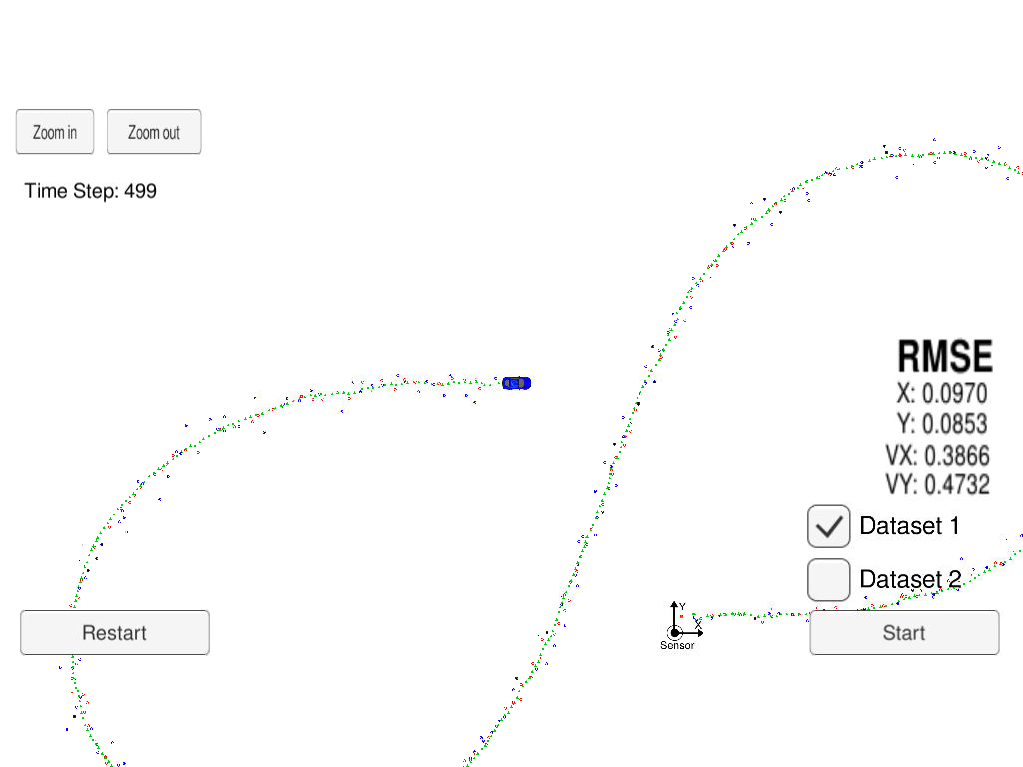 Zoom in
Zoom out
Time Step: 499
RMSE
X: 0.0970
Y: 0.0853
VX: 0.3866
VY: 0.4732
Dataset 1
Dataset 2
Y
X
Sensor
Restart
Start